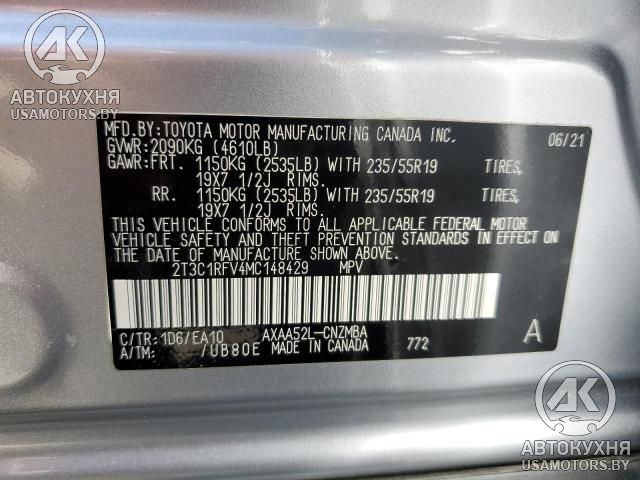 AK
АВТОКУХНЯ
USAMOTORS.BY
MFD.BY:TOYOTA MOTOR MANUFACTURING CANADA INC. 06/21
GVWR:2090KG (4610LB)
GAWR:FRT. 1150KG (2535LB) WITH 235/55R19 TIRES,
19X7 1/2J RIMS.
RR. 1150KG (2535LB) WITH 235/55R19 TIRES,
19X7 1/2J RIMS.
THIS VEHICLE CONFORMS TO ALL APPLICABLE FEDERAL MOTOR
VEHICLE SAFETY AND THEFT PREVENTION STANDARDS IN EFFECT ON
THE DATE OF MANUFACTURE SHOWN ABOVE.
2T3C1RFV4MC148429 MPV
C/TR:1D6/EA10 AXAA52L-CNZMBA A
A/TM: /UB80E MADE IN CANADA 772
AK
АВТОКУХНЯ
USAMOTORS.BY